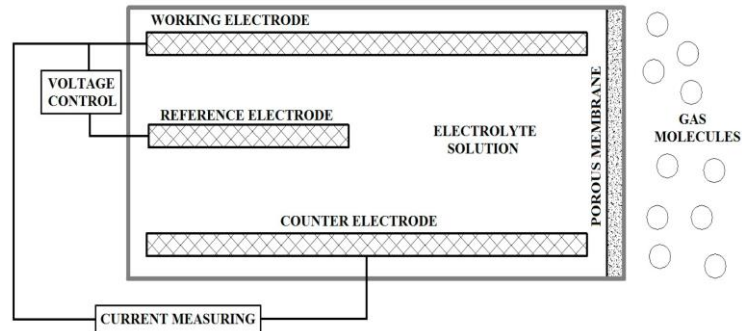 WORKING ELECTRODE
VOLTAGE
CONTROL
REFERENCE ELECTRODE
ELECTROLYTE
SOLUTION
POROUS MEMBRANE
GAS
MOLECULES
COUNTER ELECTRODE
CURRENT MEASURING